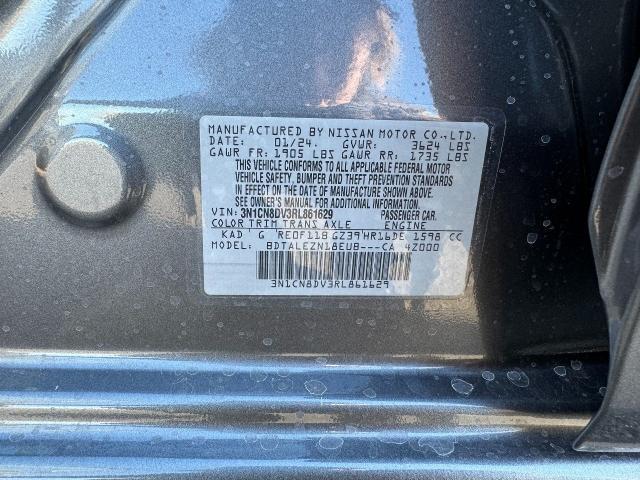 MANUFACTURED BY NISSAN MOTOR CO., LTD.
DATE: 01/24. GVWR: 3624 LBS
GAWR FR: 1905 LBS GAWR RR: 1735 LBS
THIS VEHICLE CONFORMS TO ALL APPLICABLE FEDERAL MOTOR
VEHICLE SAFETY, BUMPER AND THEFT PREVENTION STANDARDS
IN EFFECT ON THE DATE OF MANUFACTURE SHOWN ABOVE.
SEE OWNER'S MANUAL FOR ADDITIONAL INFORMATION.
VIN: 3N1CN8DV3RL861629 PASSENGER CAR.
COLOR TRIM TRANS AXLE ENGINE
KAD G RE0F11B GZ39 HR16DE 1598 CC
MODEL: BDTALEZN18EU8---CA 42000
3N1CN8DV3RL861629